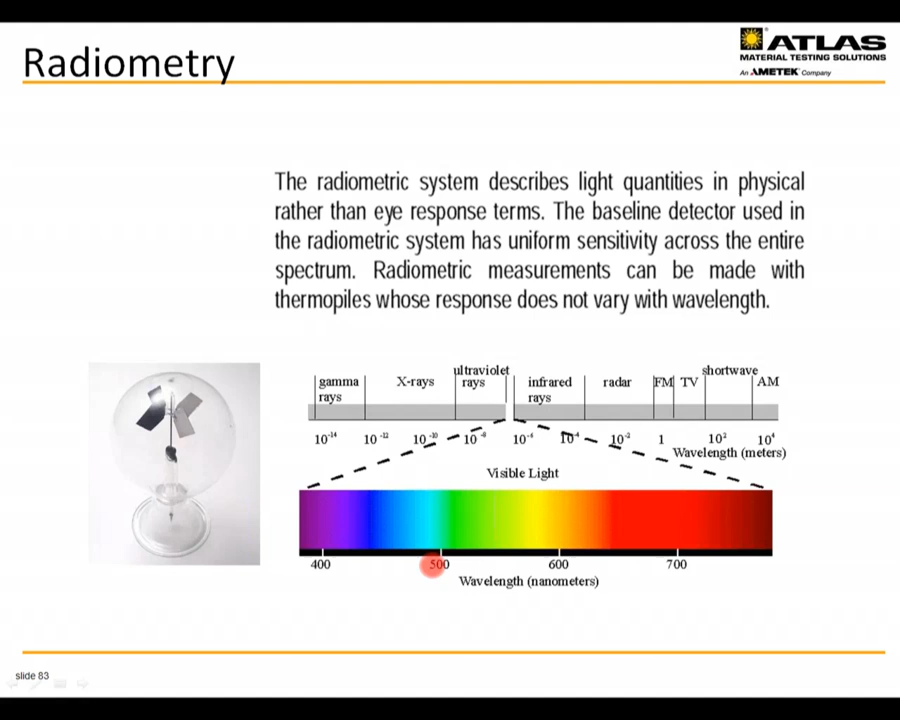 Radiometry
ATLAS
MATERIAL TESTING SOLUTIONS
An AMETEK Company
The radiometric system describes light quantities in physical
rather than eye response terms. The baseline detector used in
the radiometric system has uniform sensitivity across the entire
spectrum. Radiometric measurements can be made with
thermopiles whose response does not vary with wavelength.
gamma rays X-rays ultraviolet rays infrared rays radar FM TV shortwave AM
10⁻¹⁴ 10⁻¹² 10⁻¹⁰ 10⁻⁸ 10⁻⁶ 10⁻⁴ 10⁻² 1 10² 10⁴
Wavelength (meters)
Visible Light
400 500 600 700
Wavelength (nanometers)
slide 83